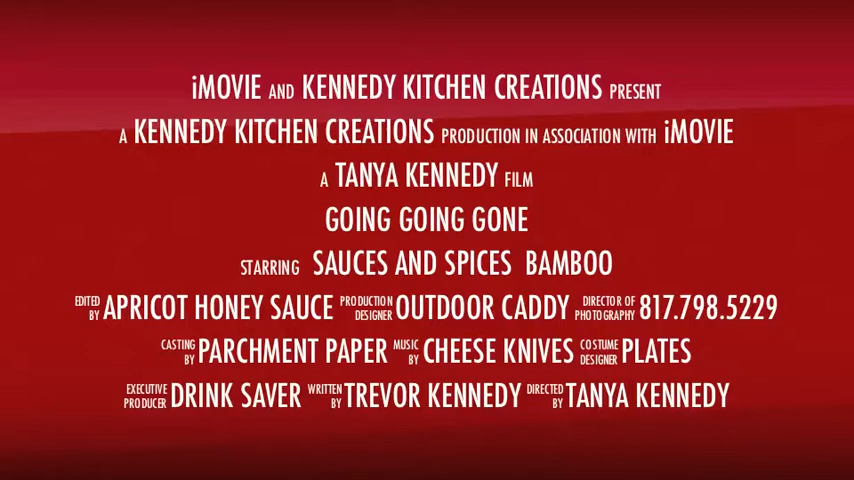 iMOVIE AND KENNEDY KITCHEN CREATIONS PRESENT
A KENNEDY KITCHEN CREATIONS PRODUCTION IN ASSOCIATION WITH iMOVIE
A TANYA KENNEDY FILM
GOING GOING GONE
STARRING SAUCES AND SPICES BAMBOO
EDITED BY APRICOT HONEY SAUCE PRODUCTION DESIGNER OUTDOOR CADDY DIRECTOR OF PHOTOGRAPHY 817.798.5229
CASTING BY PARCHMENT PAPER MUSIC BY CHEESE KNIVES COSTUME DESIGNER PLATES
EXECUTIVE PRODUCER DRINK SAVER WRITTEN BY TREVOR KENNEDY DIRECTED BY TANYA KENNEDY